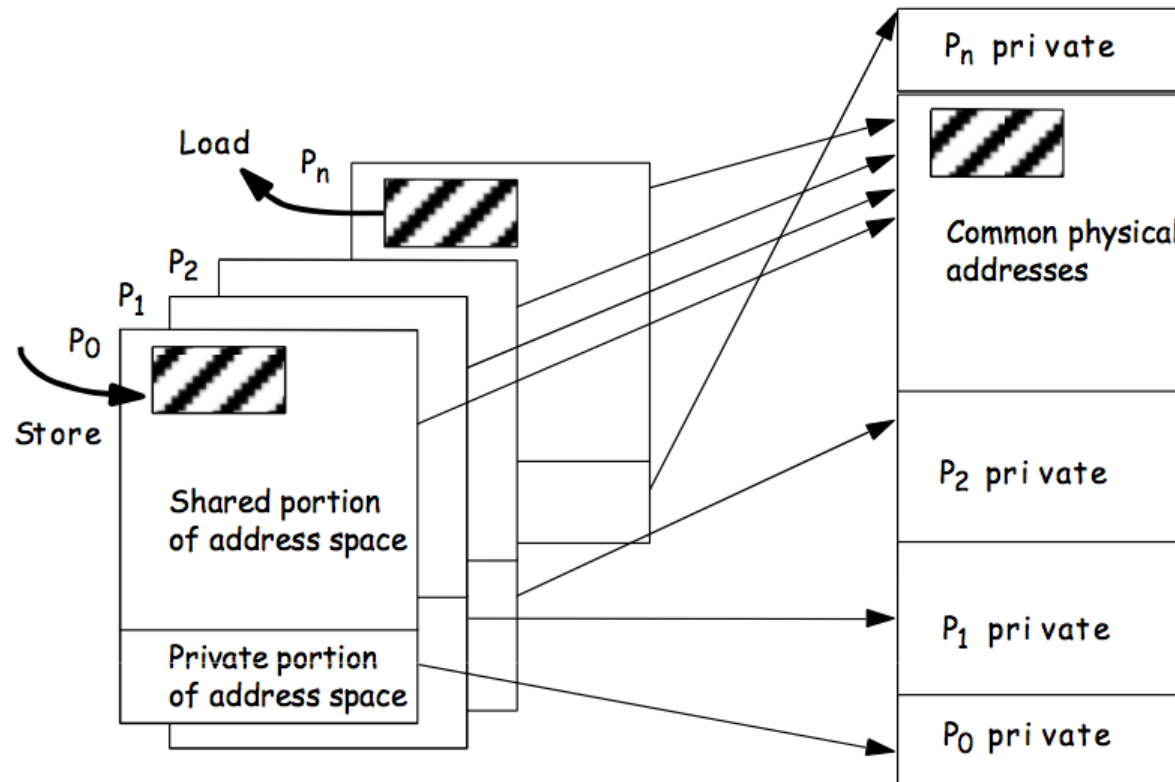 Load
Pn
P2
P1
P0
Store
Shared portion
of address space
Private portion
of address space
Pn private
Common physical
addresses
P2 private
P1 private
P0 private